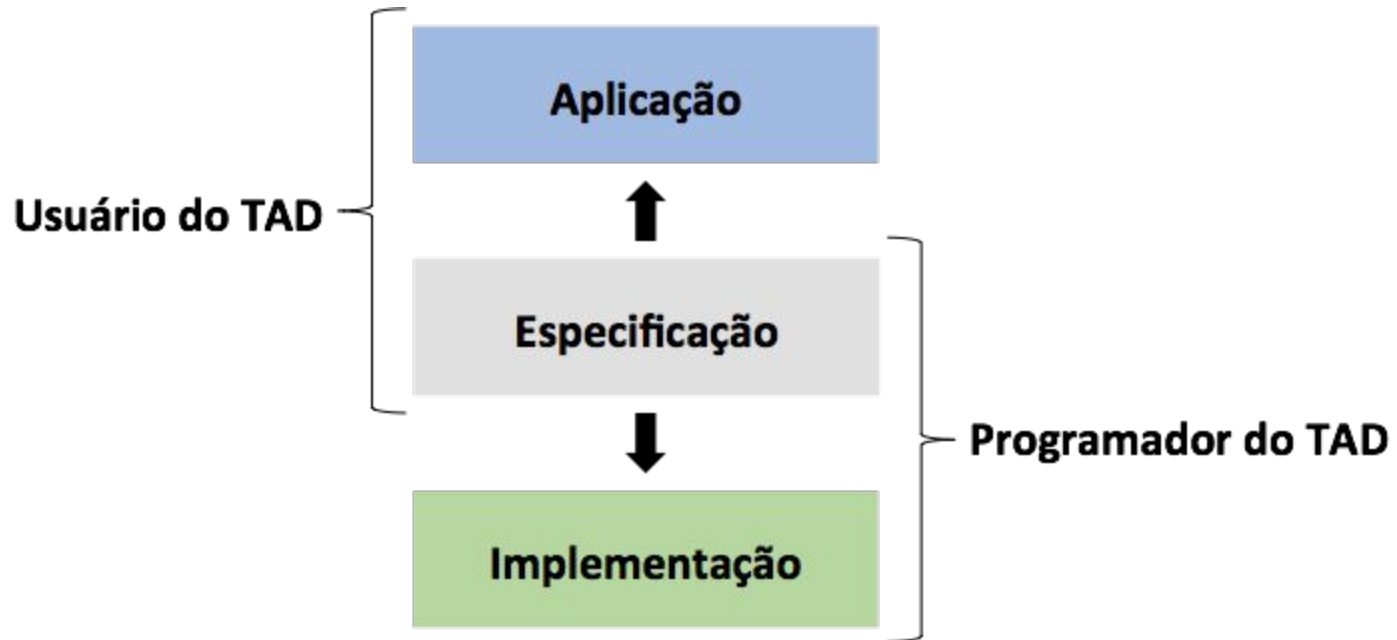 Aplicação
Usuário do TAD
Especificação
Programador do TAD
Implementação